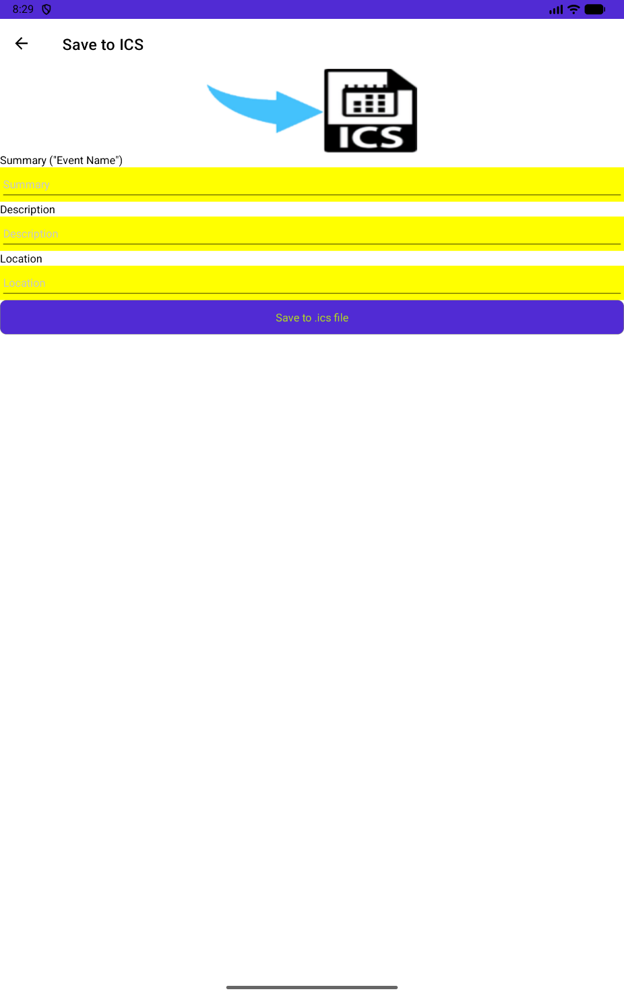 8:29
Save to ICS
ICS
Summary ("Event Name")
Summary
Description
Description
Location
Location
Save to .ics file